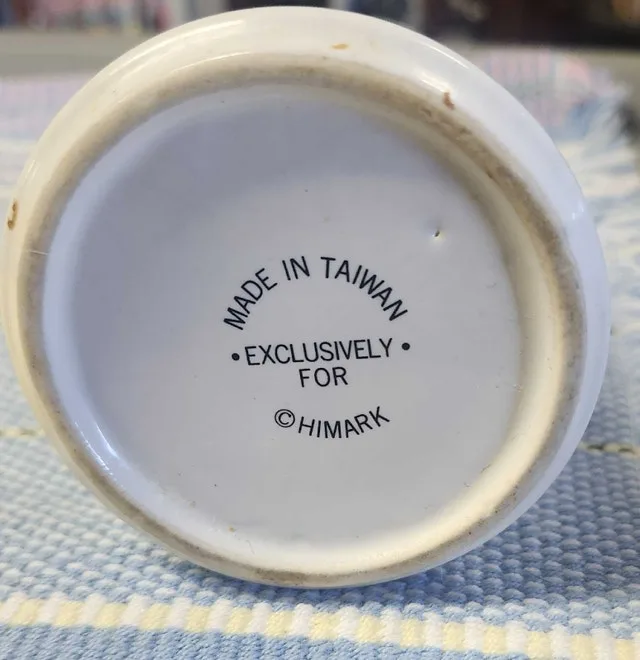 MADE IN TAIWAN
• EXCLUSIVELY •
FOR
©HIMARK